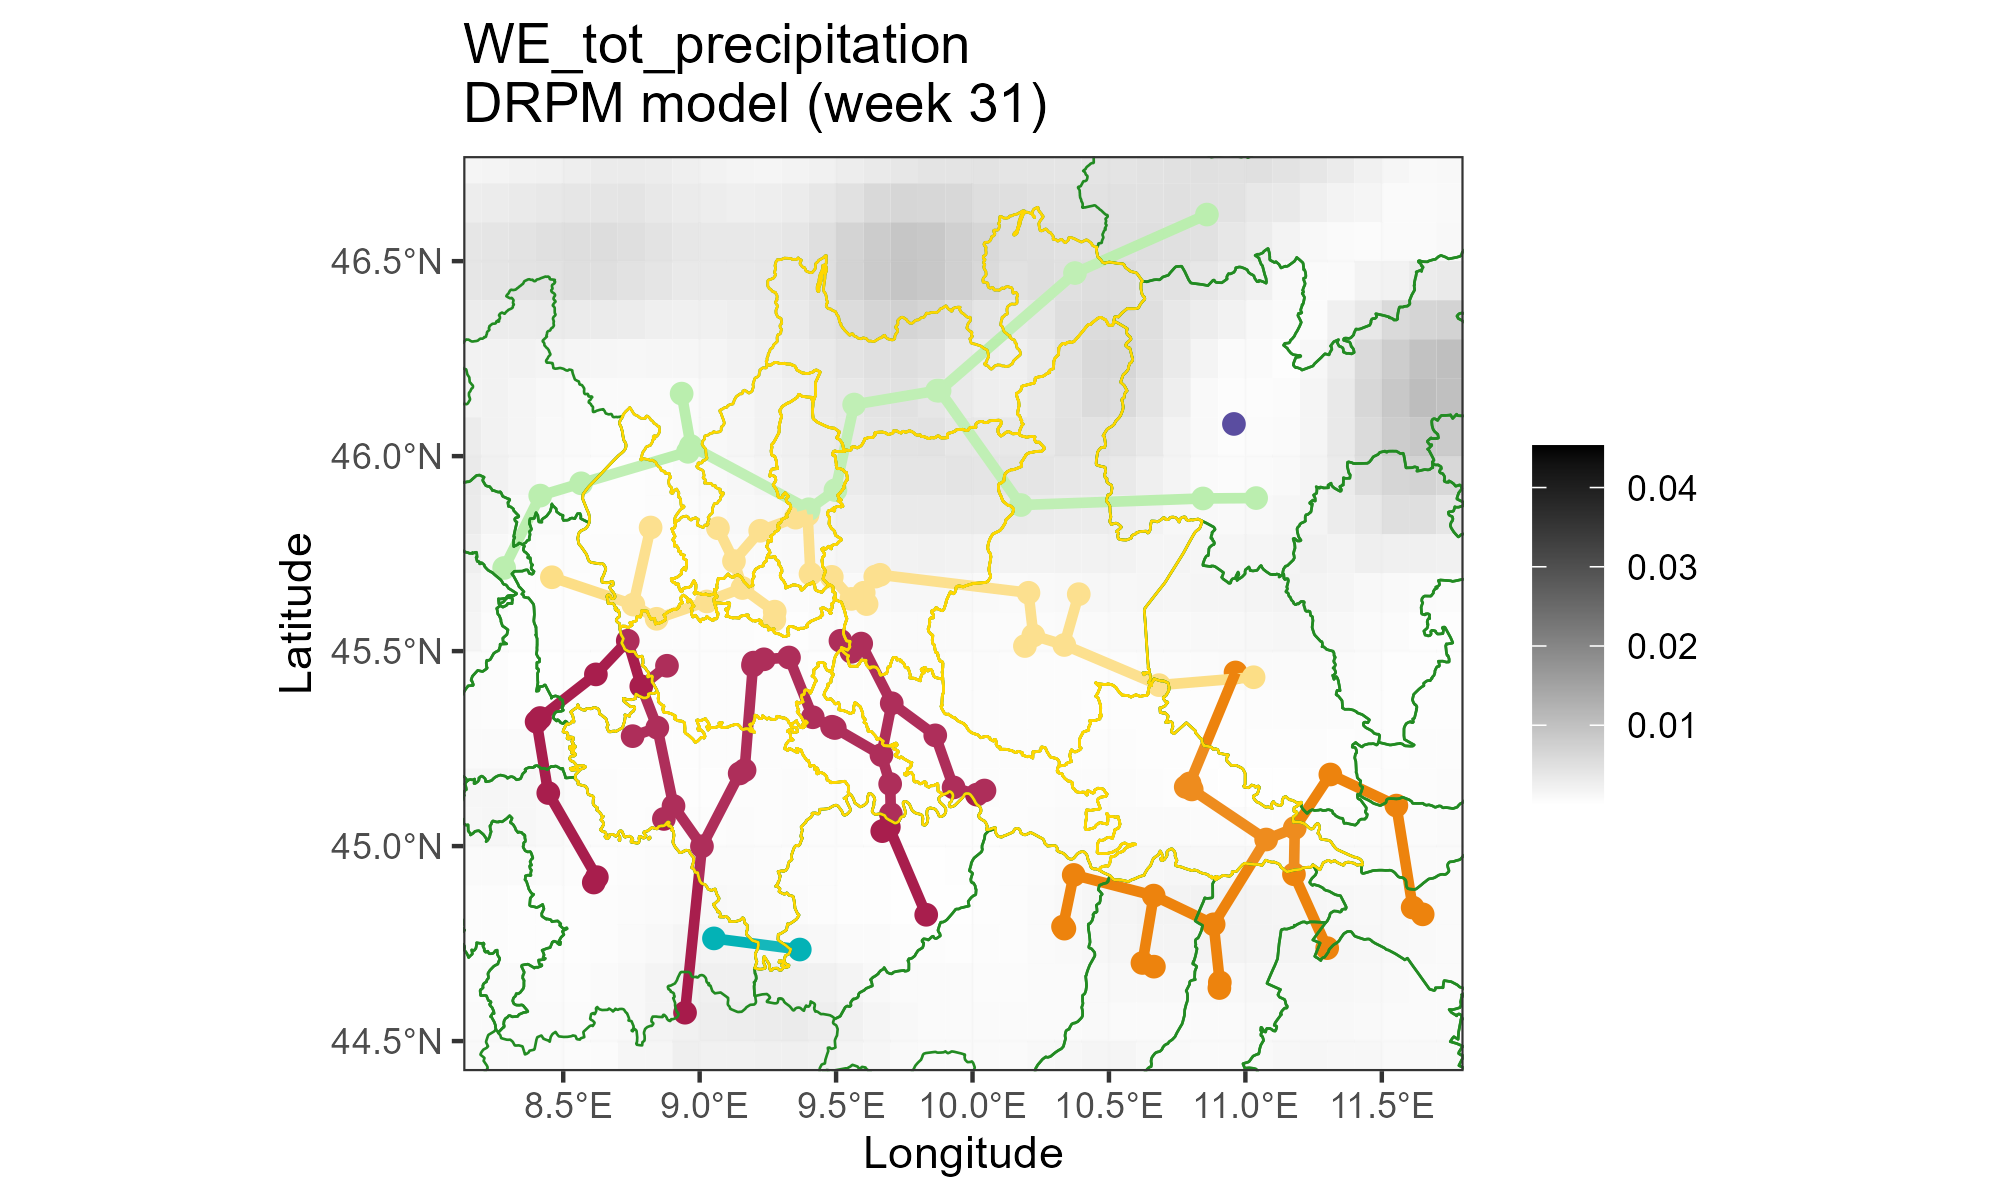 WE_tot_precipitation
DRPM model (week 31)
46.5°N
46.0°N
45.5°N
45.0°N
44.5°N
Latitude
8.5°E 9.0°E 9.5°E 10.0°E 10.5°E 11.0°E 11.5°E
Longitude
0.04
0.03
0.02
0.01